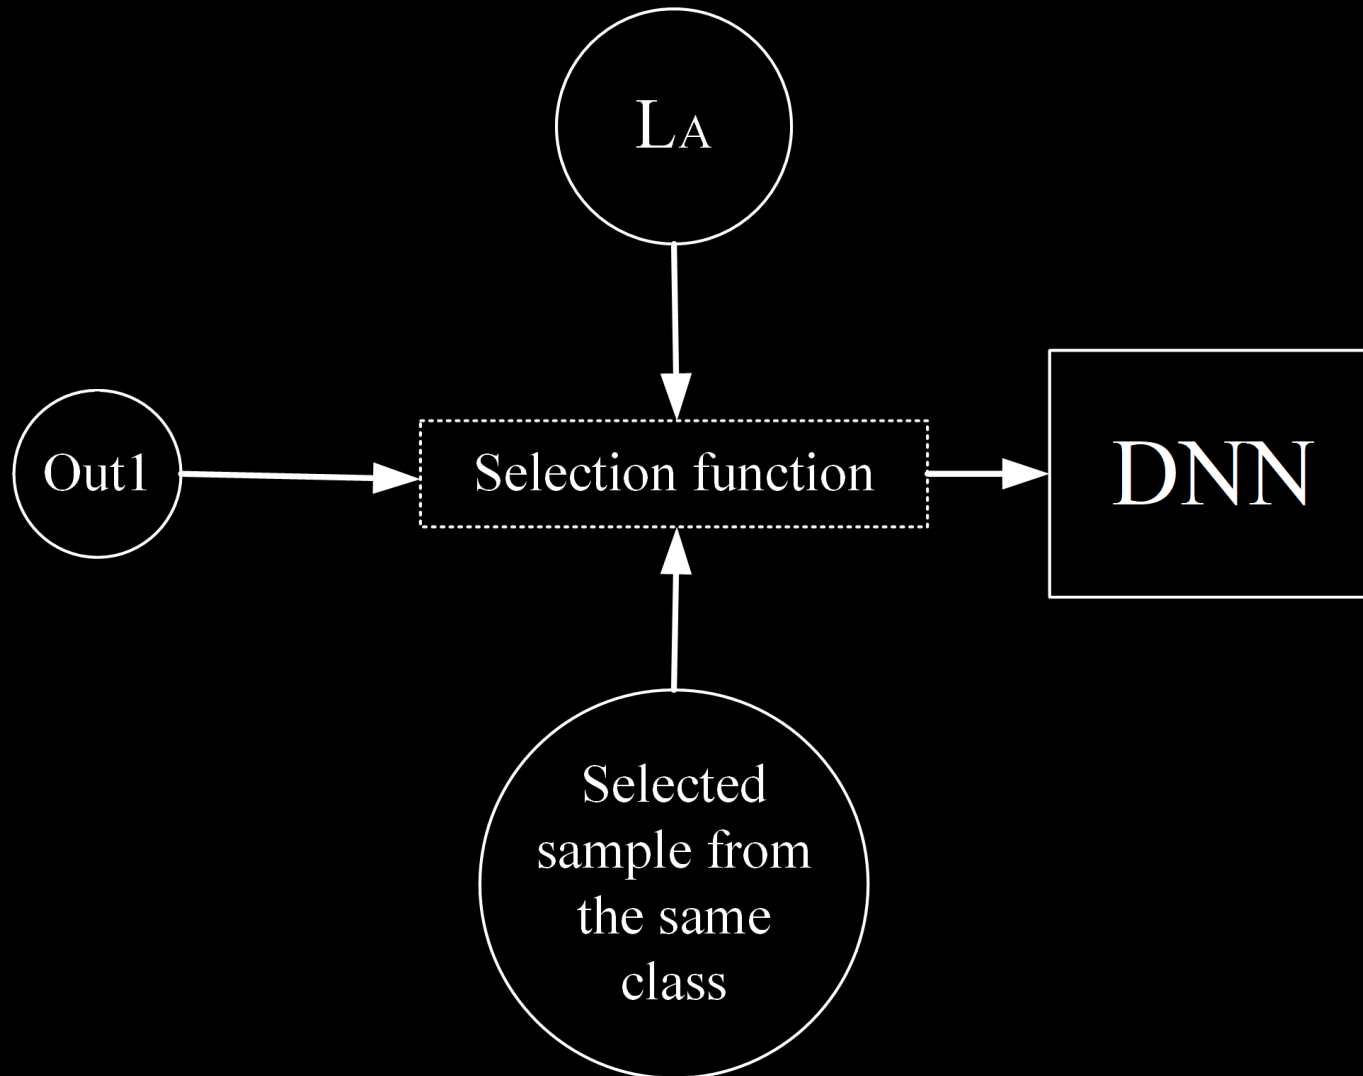 LA
Out1
Selection function
DNN
Selected
sample from
the same
class